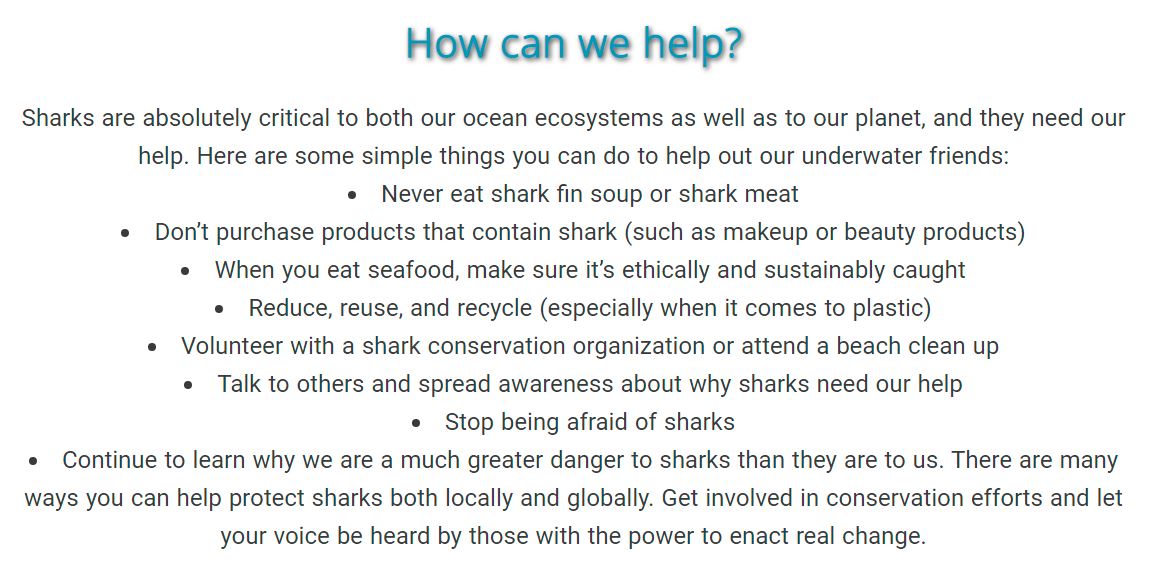 How can we help?
Sharks are absolutely critical to both our ocean ecosystems as well as to our planet, and they need our
help. Here are some simple things you can do to help out our underwater friends:
• Never eat shark fin soup or shark meat
• Don’t purchase products that contain shark (such as makeup or beauty products)
• When you eat seafood, make sure it’s ethically and sustainably caught
• Reduce, reuse, and recycle (especially when it comes to plastic)
• Volunteer with a shark conservation organization or attend a beach clean up
• Talk to others and spread awareness about why sharks need our help
• Stop being afraid of sharks
• Continue to learn why we are a much greater danger to sharks than they are to us. There are many
ways you can help protect sharks both locally and globally. Get involved in conservation efforts and let
your voice be heard by those with the power to enact real change.